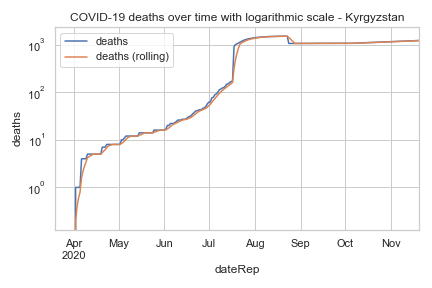 COVID-19 deaths over time with logarithmic scale - Kyrgyzstan
deaths
deaths (rolling)
10³
10²
10¹
10⁰
deaths
Apr May Jun Jul Aug Sep Oct Nov
2020
dateRep